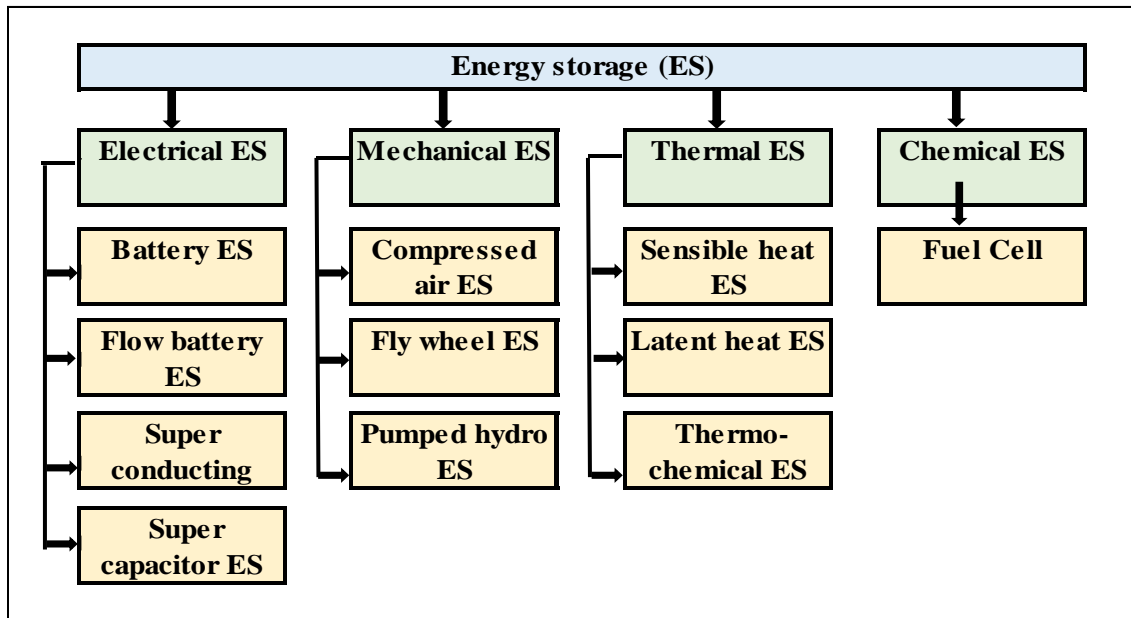 Energy storage (ES)
Electrical ES
Mechanical ES
Thermal ES
Chemical ES
Battery ES
Flow battery
ES
Super
conducting
Super
capacitor ES
Compressed
air ES
Fly wheel ES
Pumped hydro
ES
Sensible heat
ES
Latent heat ES
Thermo-
chemical ES
Fuel Cell